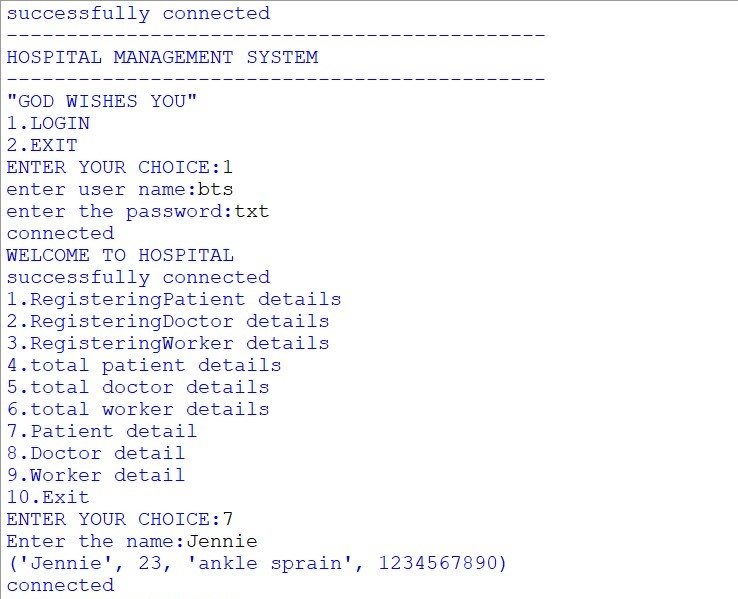 successfully connected
---------------------------------------------
HOSPITAL MANAGEMENT SYSTEM
---------------------------------------------
"GOD WISHES YOU"
1.LOGIN
2.EXIT
ENTER YOUR CHOICE:1
enter user name:bts
enter the password:txt
connected
WELCOME TO HOSPITAL
successfully connected
1.RegisteringPatient details
2.RegisteringDoctor details
3.RegisteringWorker details
4.total patient details
5.total doctor details
6.total worker details
7.Patient detail
8.Doctor detail
9.Worker detail
10.Exit
ENTER YOUR CHOICE:7
Enter the name:Jennie
('Jennie', 23, 'ankle sprain', 1234567890)
connected